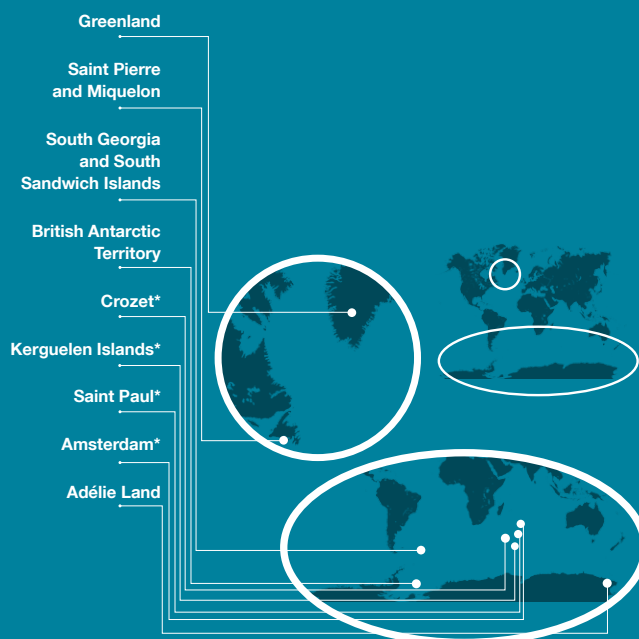 Greenland
Saint Pierre
and Miquelon
South Georgia
and South
Sandwich Islands
British Antarctic
Territory
Crozet*
Kerguelen Islands*
Saint Paul*
Amsterdam*
Adélie Land